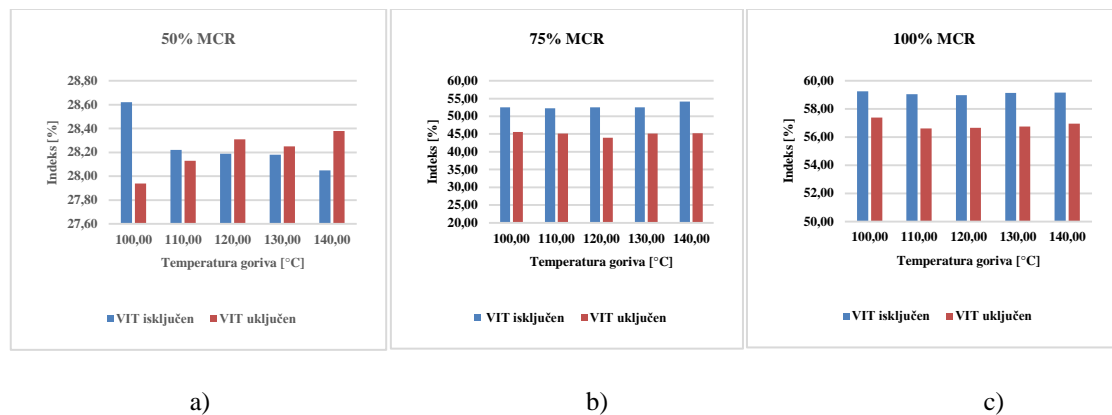 50% MCR
28,80
28,60
28,40
28,20
28,00
27,80
27,60
Indeks [%]
100,00 110,00 120,00 130,00 140,00
Temperatura goriva [°C]
VIT isključen VIT uključen
75% MCR
60,00
55,00
50,00
45,00
40,00
35,00
30,00
25,00
20,00
Indeks [%]
100,00 110,00 120,00 130,00 140,00
Temperatura goriva [°C]
VIT isključen VIT uključen
100% MCR
60,00
58,00
56,00
54,00
52,00
50,00
Indeks [%]
100,00 110,00 120,00 130,00 140,00
Temperatura goriva [°C]
VIT isključen VIT uključen
a) b) c)